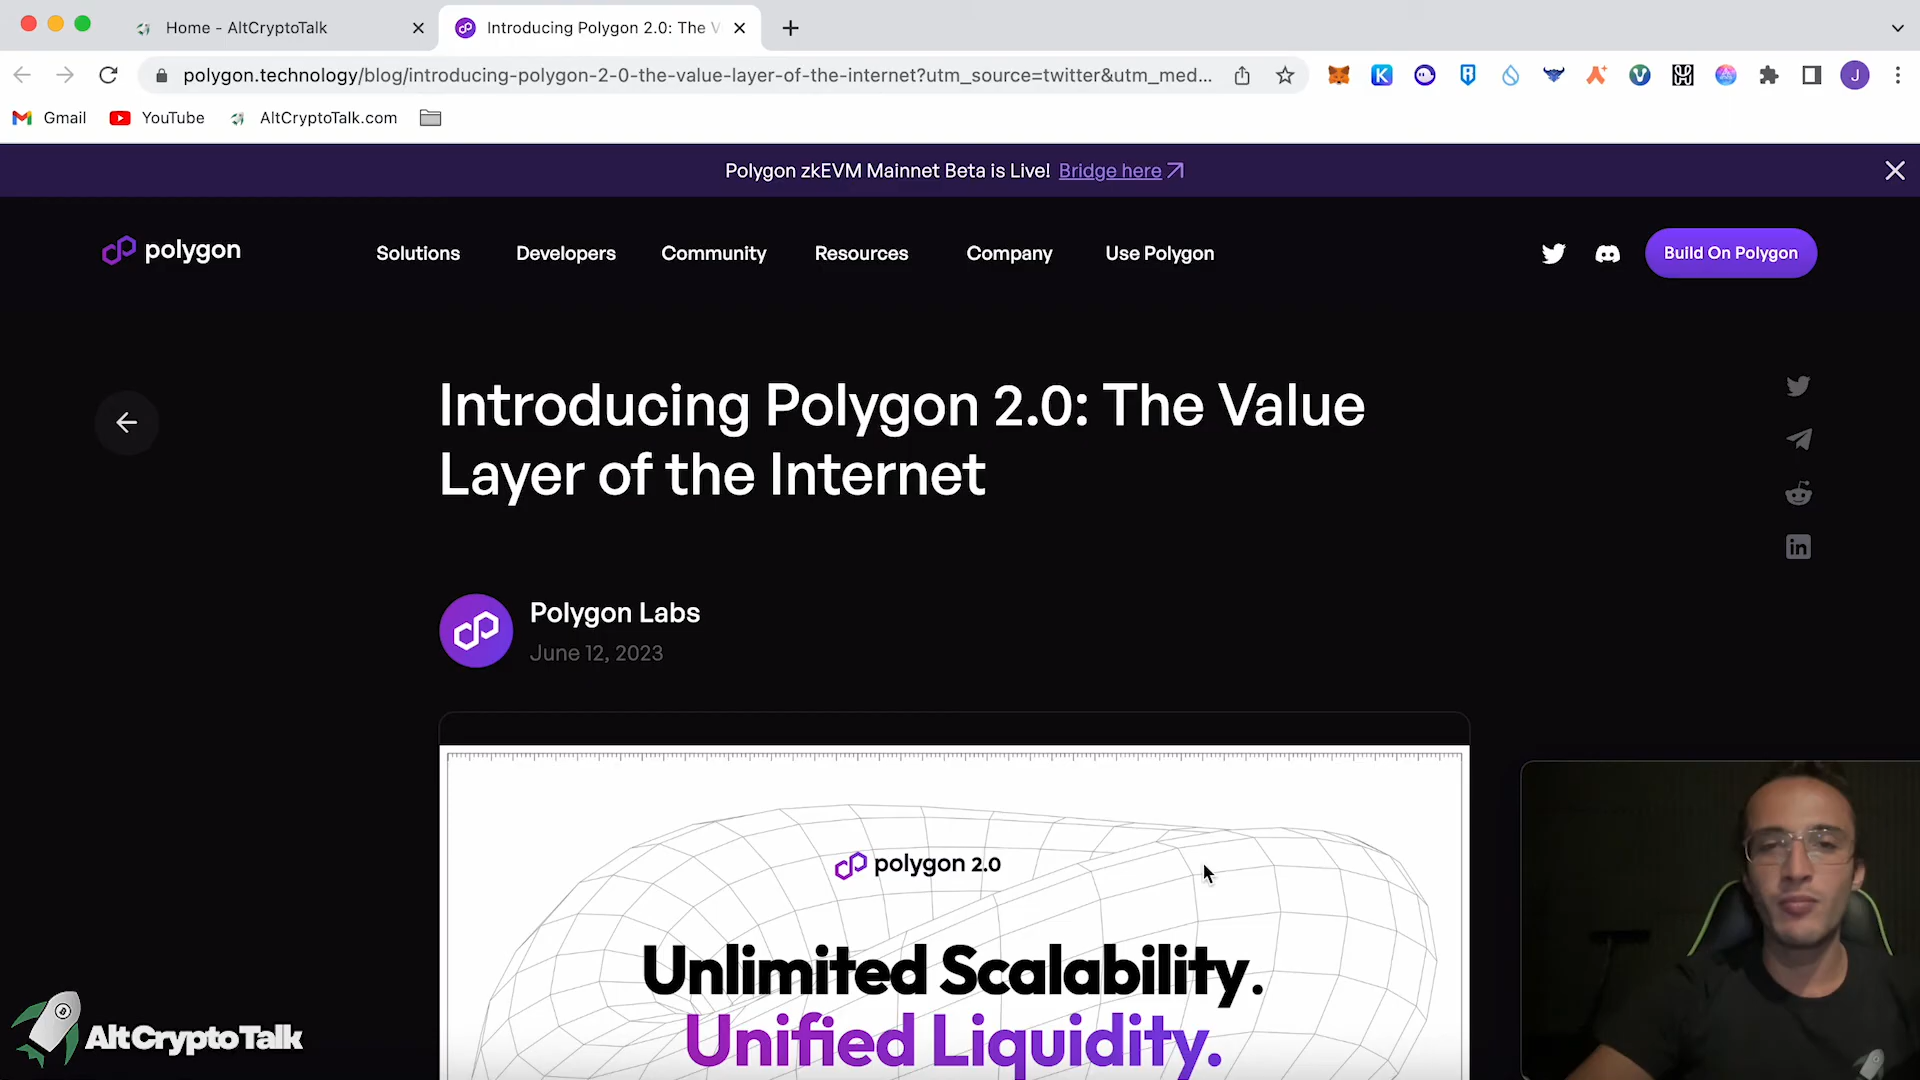 Home - AltCryptoTalk
Introducing Polygon 2.0: The V
polygon.technology/blog/introducing-polygon-2-0-the-value-layer-of-the-internet?utm_source=twitter&utm_med...
J
Gmail
YouTube
AltCryptoTalk.com
Polygon zkEVM Mainnet Beta is Live! Bridge here
polygon
Solutions
Developers
Community
Resources
Company
Use Polygon
Build On Polygon
Introducing Polygon 2.0: The Value
Layer of the Internet
Polygon Labs
June 12, 2023
polygon 2.0
Unlimited Scalability.
Unified Liquidity.
AltCryptoTalk